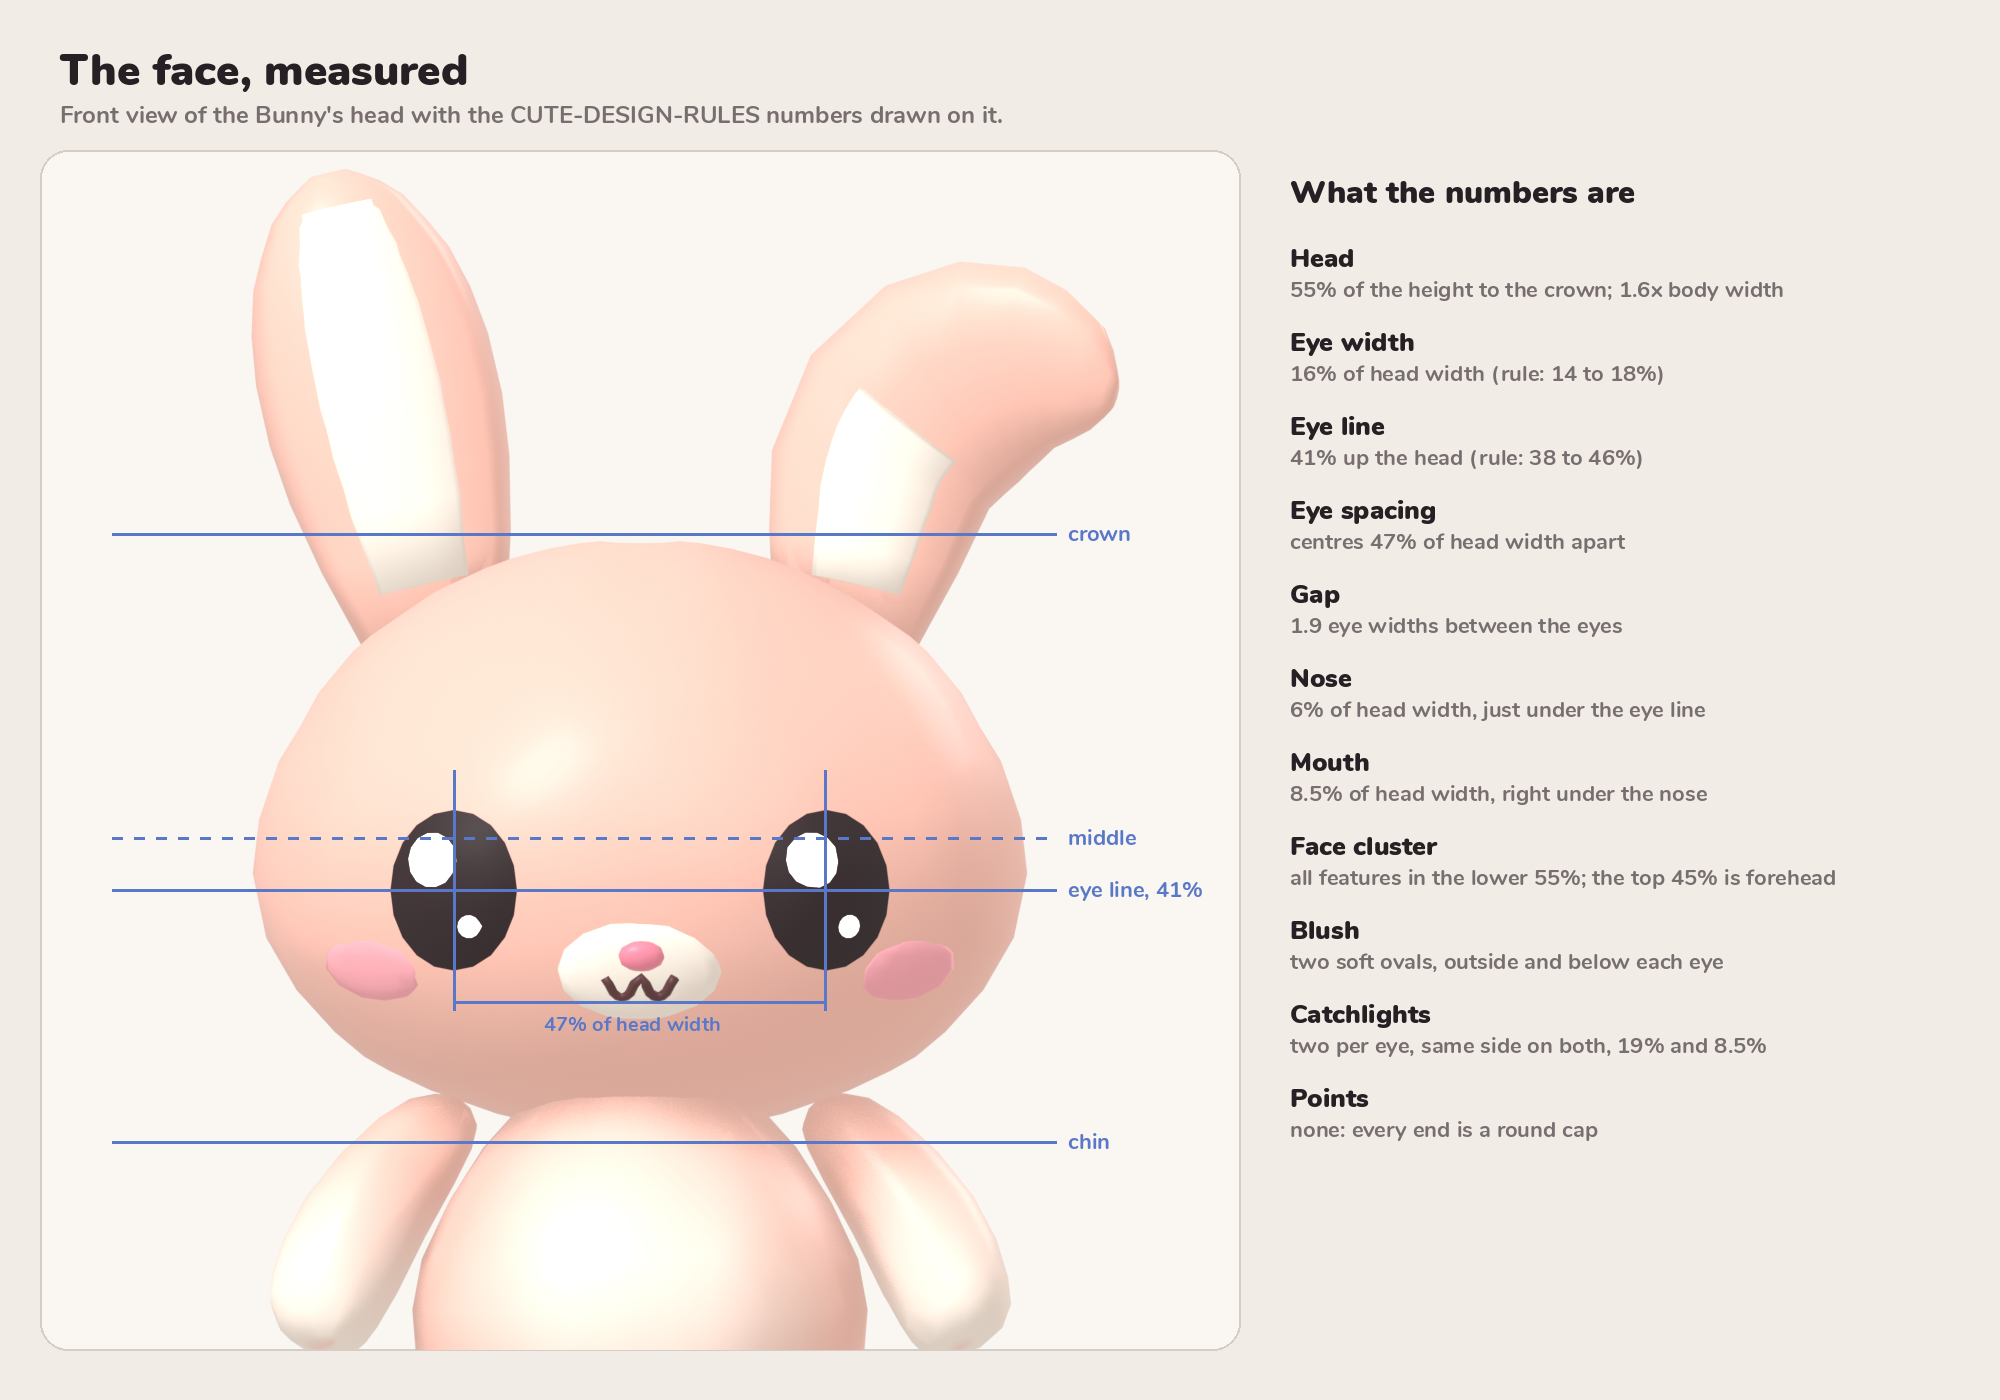 The face, measured
Front view of the Bunny's head with the CUTE-DESIGN-RULES numbers drawn on it.
crown
middle
eye line, 41%
47% of head width
chin
What the numbers are
Head
55% of the height to the crown; 1.6x body width
Eye width
16% of head width (rule: 14 to 18%)
Eye line
41% up the head (rule: 38 to 46%)
Eye spacing
centres 47% of head width apart
Gap
1.9 eye widths between the eyes
Nose
6% of head width, just under the eye line
Mouth
8.5% of head width, right under the nose
Face cluster
all features in the lower 55%; the top 45% is forehead
Blush
two soft ovals, outside and below each eye
Catchlights
two per eye, same side on both, 19% and 8.5%
Points
none: every end is a round cap